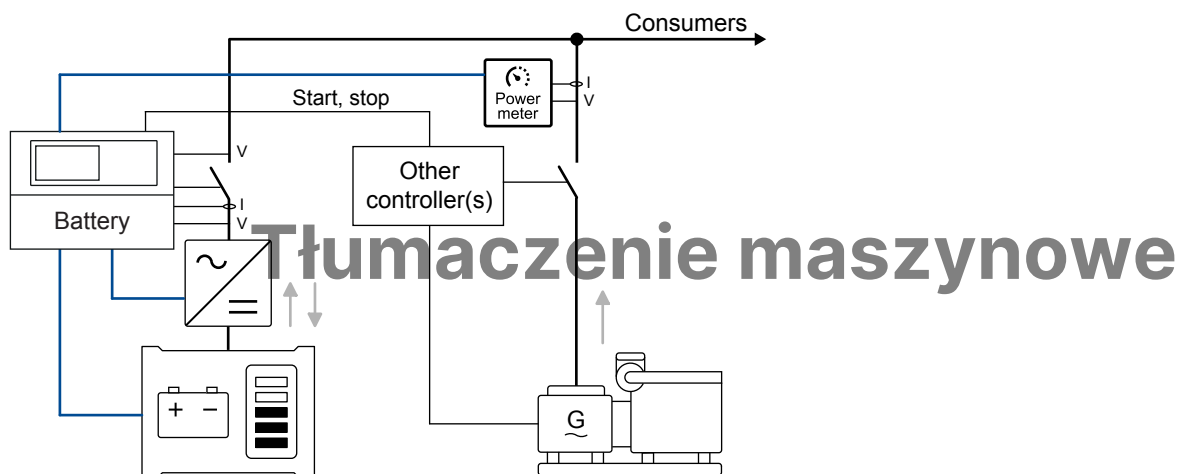 Consumers
Power
meter
I
V
Start, stop
V
Other
controller(s)
I
V
Battery
Tłumaczenie maszynowe
+ −
G